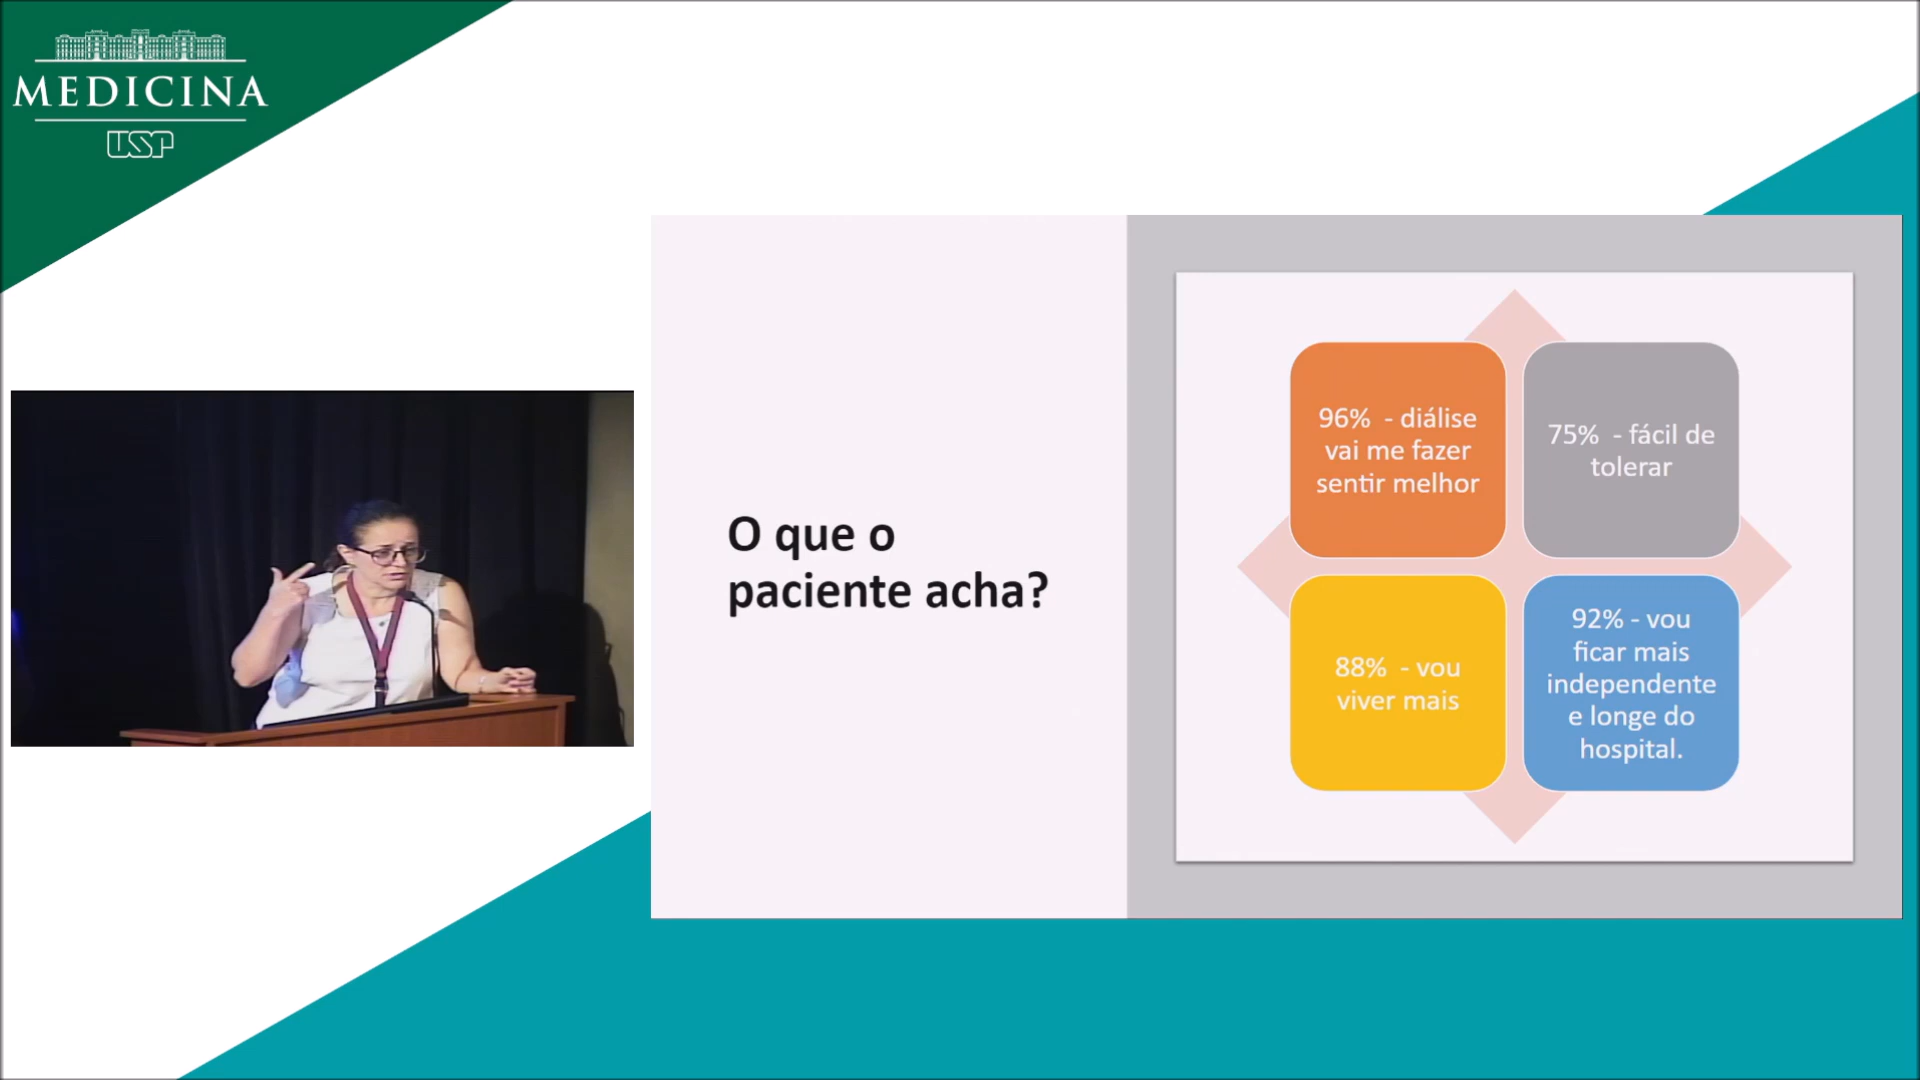 MEDICINA
USP
O que o
paciente acha?
96%  - diálise
vai me fazer
sentir melhor
75%  - fácil de
tolerar
88%  - vou
viver mais
92% - vou
ficar mais
independente
e longe do
hospital.